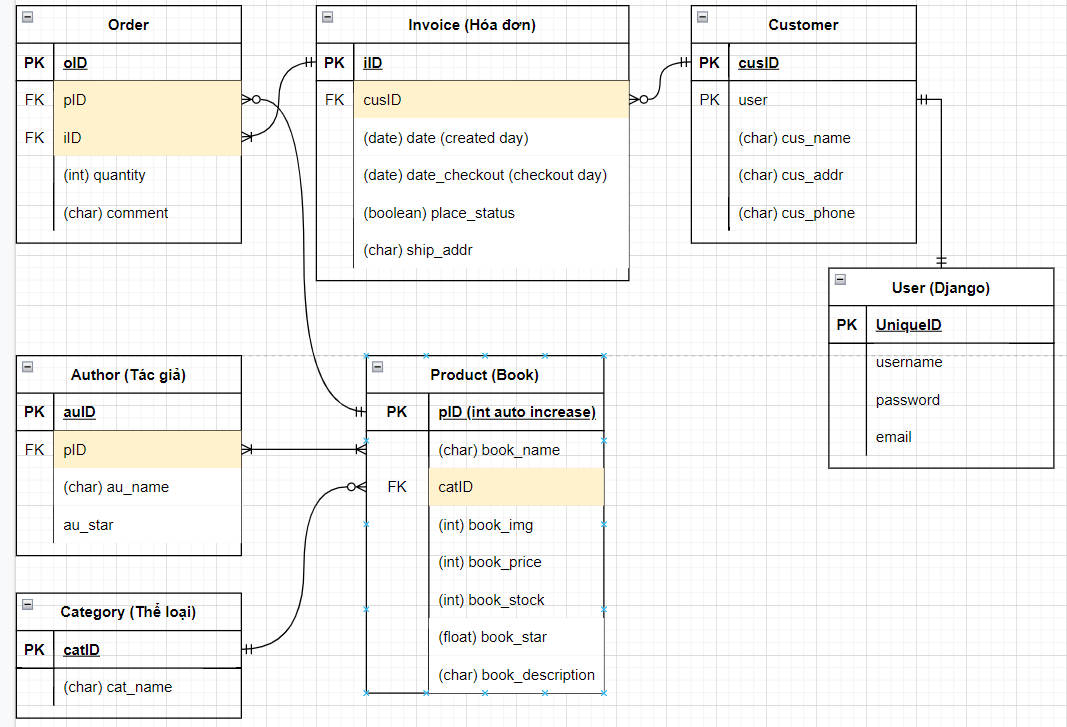 Order
PK oID
FK pID
FK iID
(int) quantity
(char) comment
Invoice (Hóa đơn)
PK iID
FK cusID
(date) date (created day)
(date) date_checkout (checkout day)
(boolean) place_status
(char) ship_addr
Customer
PK cusID
PK user
(char) cus_name
(char) cus_addr
(char) cus_phone
User (Django)
PK UniqueID
username
password
email
Author (Tác giả)
PK auID
FK pID
(char) au_name
au_star
Product (Book)
PK pID (int auto increase)
(char) book_name
FK catID
(int) book_img
(int) book_price
(int) book_stock
(float) book_star
(char) book_description
Category (Thể loại)
PK catID
(char) cat_name